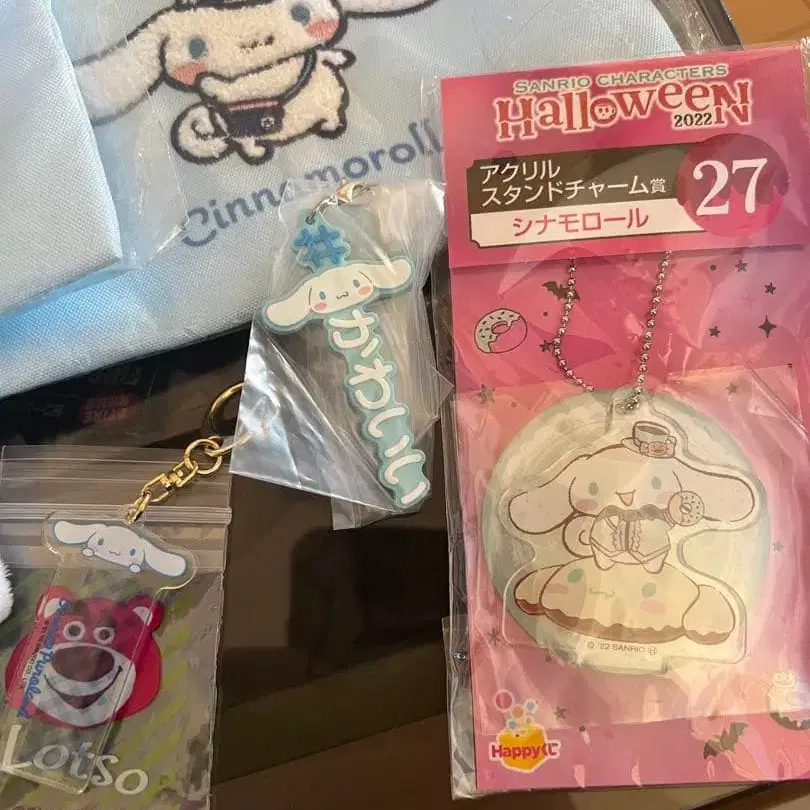 Cinnamoroll
SANRIO CHARACTERS
Halloween
2022
アクリル
スタンドチャーム賞
シナモロール
27
#かわいい
Lotso
© '22 SANRIO Ⓗ
Happyくじ